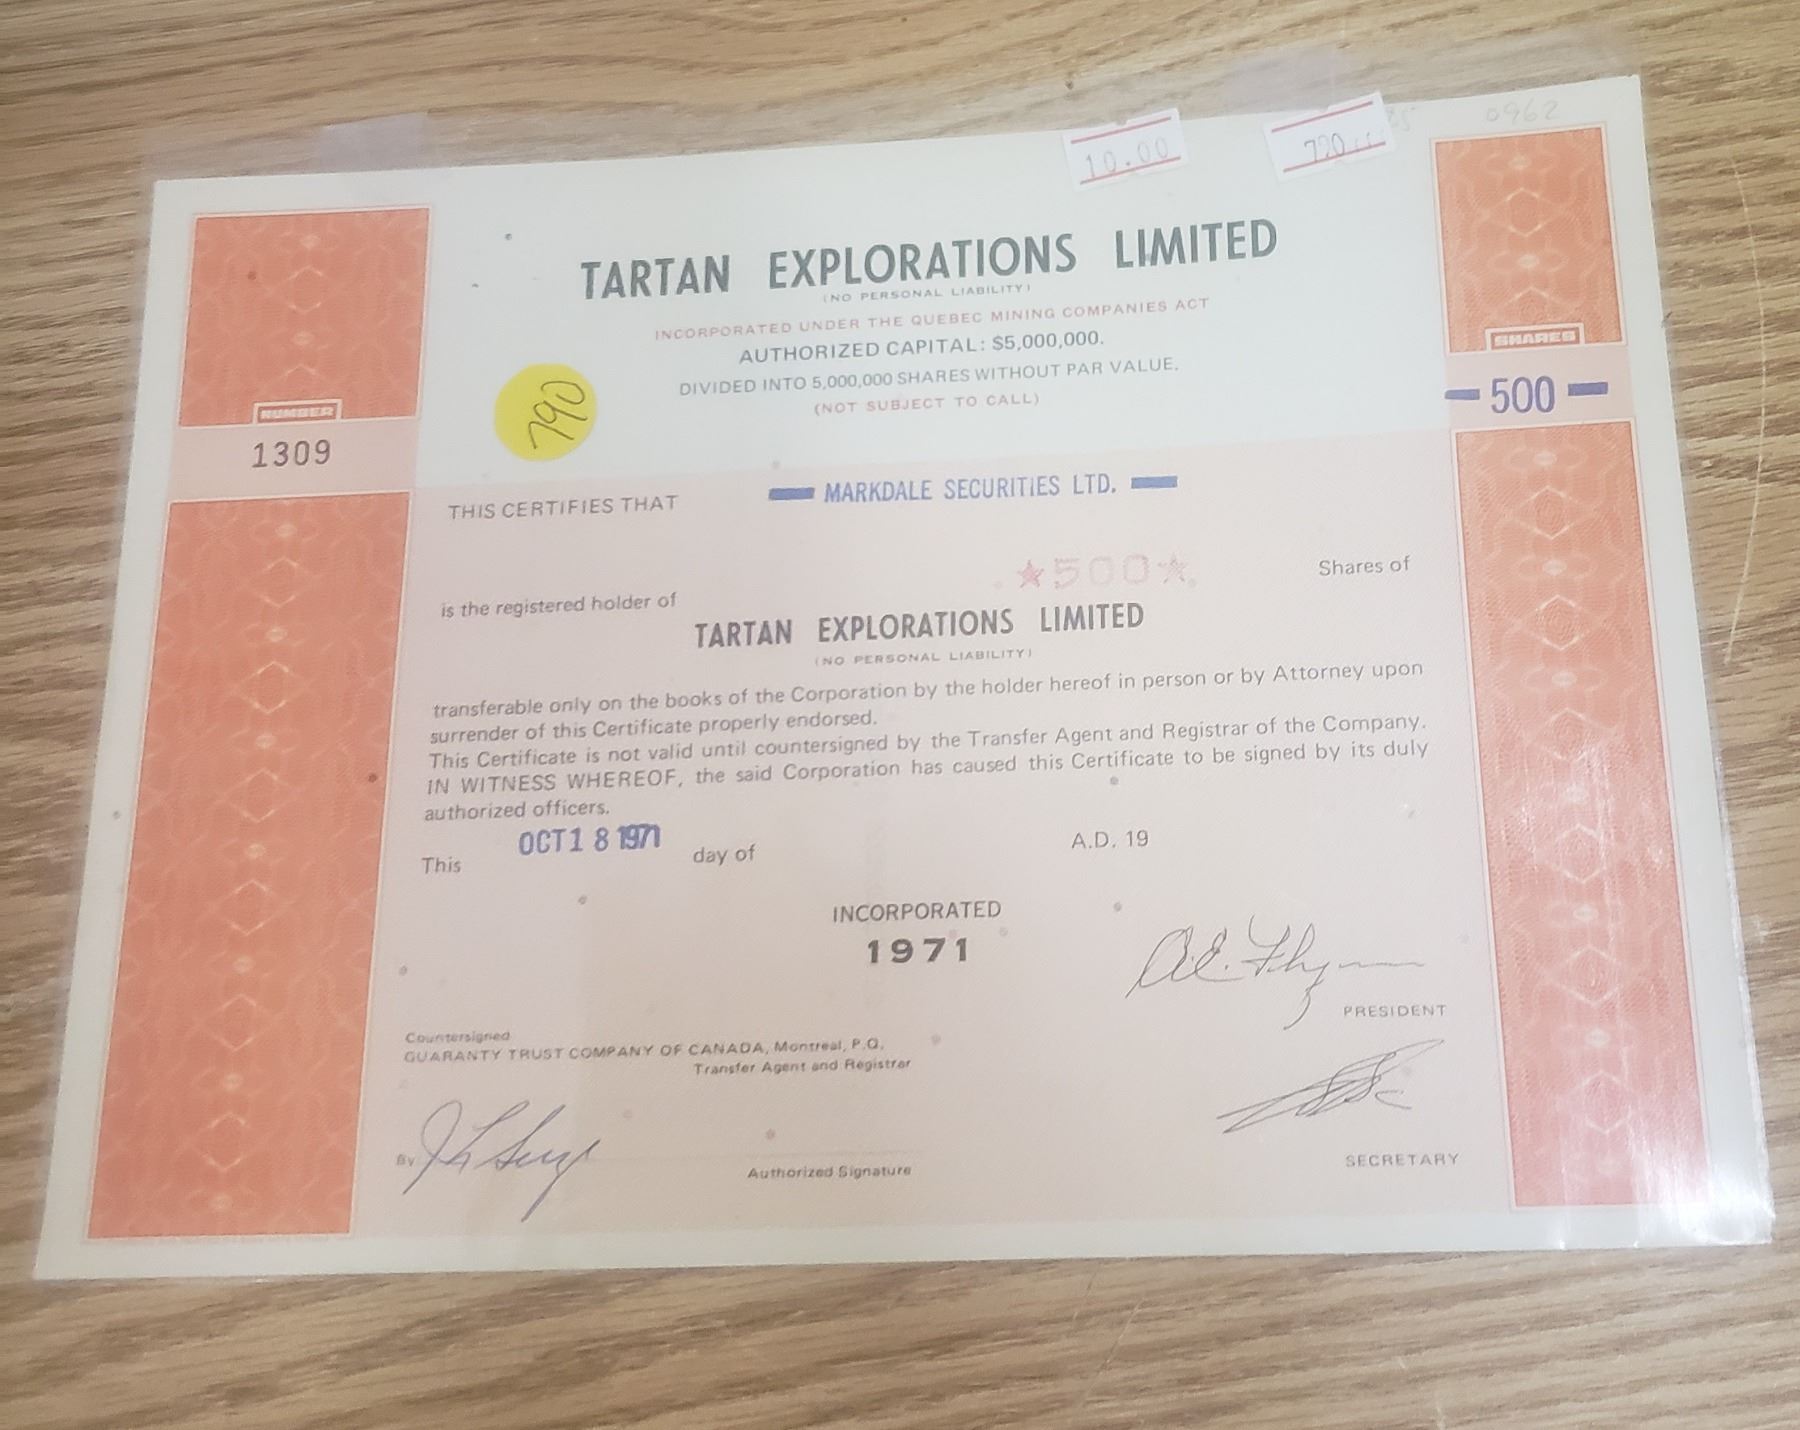 0962
10.00
TARTAN EXPLORATIONS LIMITED
(NO PERSONAL LIABILITY)
INCORPORATED UNDER THE QUEBEC MINING COMPANIES ACT
AUTHORIZED CAPITAL: $5,000,000.
DIVIDED INTO 5,000,000 SHARES WITHOUT PAR VALUE.
(NOT SUBJECT TO CALL)
SHARES
500
790
NUMBER
1309
THIS CERTIFIES THAT MARKDALE SECURITIES LTD.
is the registered holder of ★500★ Shares of
TARTAN EXPLORATIONS LIMITED
(NO PERSONAL LIABILITY)
transferable only on the books of the Corporation by the holder hereof in person or by Attorney upon
surrender of this Certificate properly endorsed.
This Certificate is not valid until countersigned by the Transfer Agent and Registrar of the Company.
IN WITNESS WHEREOF, the said Corporation has caused this Certificate to be signed by its duly
authorized officers.
This OCT 18 1971 day of A.D. 19
INCORPORATED
1971
A.E. Flynn
PRESIDENT
Countersigned
GUARANTY TRUST COMPANY OF CANADA, Montreal, P.Q.
Transfer Agent and Registrar
By
Authorized Signature
SECRETARY